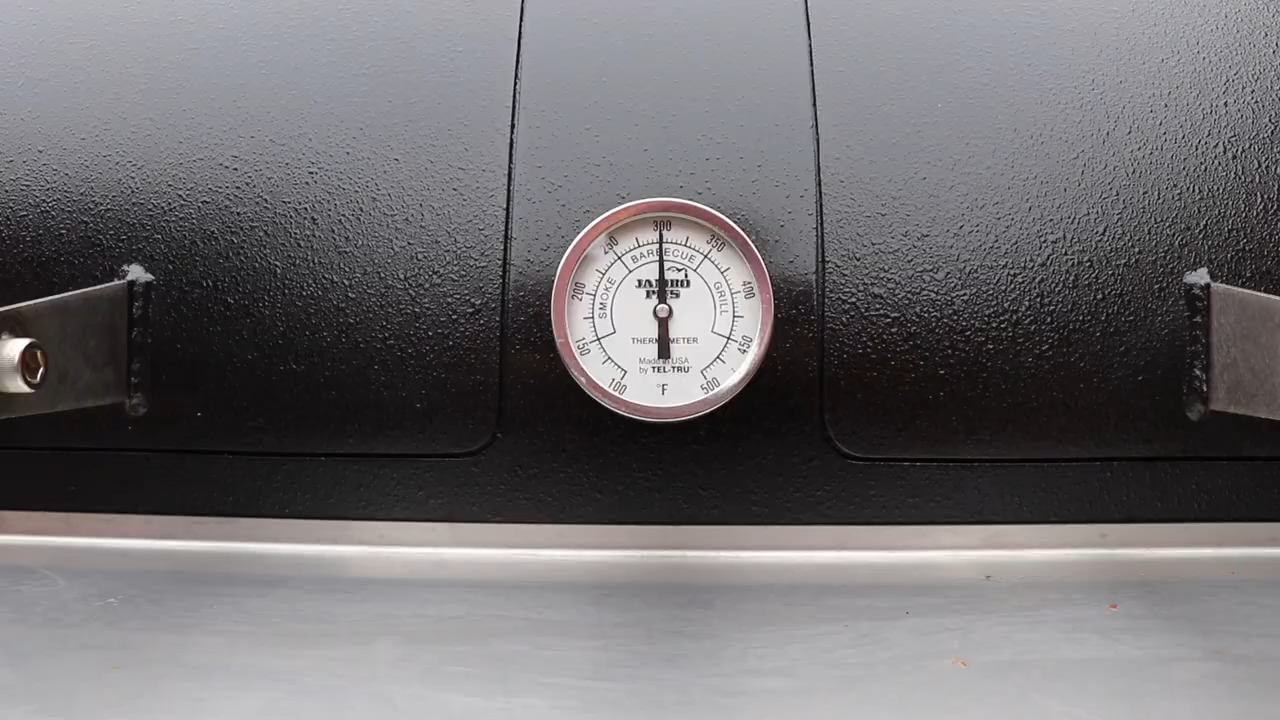 300
250
350
BARBECUE
200
SMOKE
JAMBO
PITS
GRILL
400
150
THERMOMETER
450
Made in USA
by TEL-TRU
100
°F
500